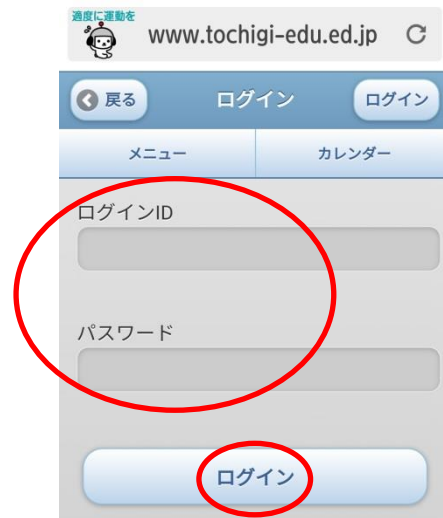 適度に運動を
www.tochigi-edu.ed.jp
戻る ログイン ログイン
メニュー カレンダー
ログインID
パスワード
ログイン